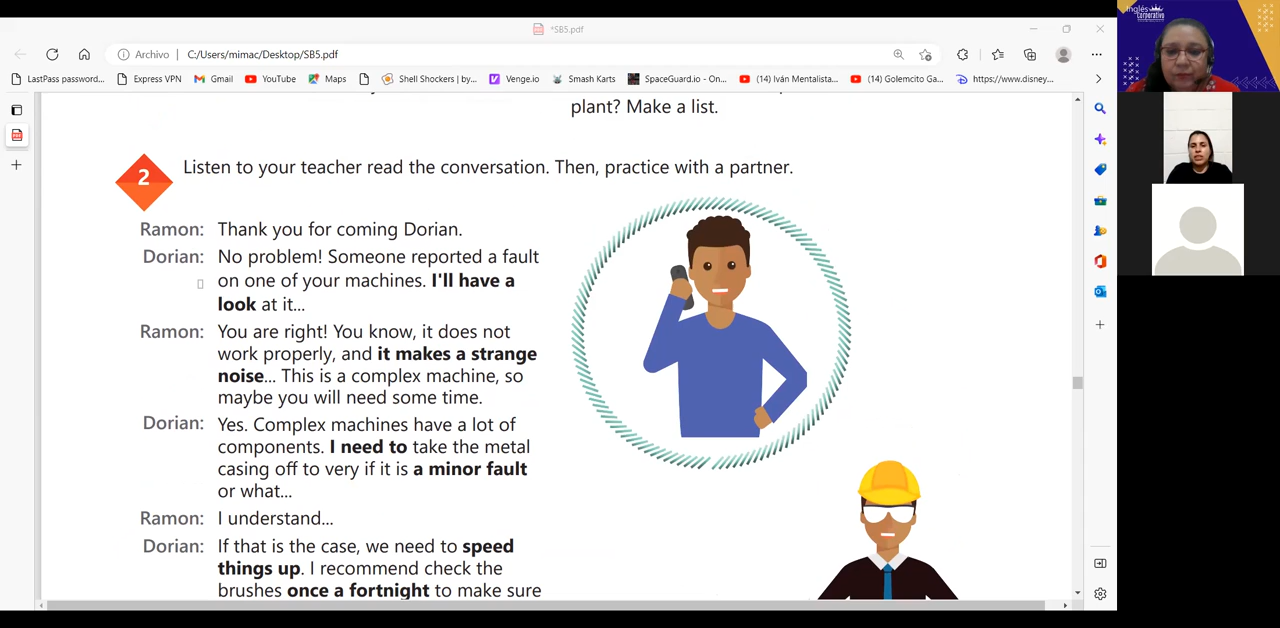 *SB5.pdf
Archivo C:/Users/mimac/Desktop/SB5.pdf
LastPass password... Express VPN Gmail YouTube Maps Shell Shockers | by... Venge.io Smash Karts SpaceGuard.io - On... (14) Iván Mentalista... (14) Golemcito Ga... https://www.disney...
Inglés
Corporativo
plant? Make a list.
2 Listen to your teacher read the conversation. Then, practice with a partner.
Ramon: Thank you for coming Dorian.
Dorian: No problem! Someone reported a fault
on one of your machines. I'll have a
look at it...
Ramon: You are right! You know, it does not
work properly, and it makes a strange
noise... This is a complex machine, so
maybe you will need some time.
Dorian: Yes. Complex machines have a lot of
components. I need to take the metal
casing off to very if it is a minor fault
or what...
Ramon: I understand...
Dorian: If that is the case, we need to speed
things up. I recommend check the
brushes once a fortnight to make sure